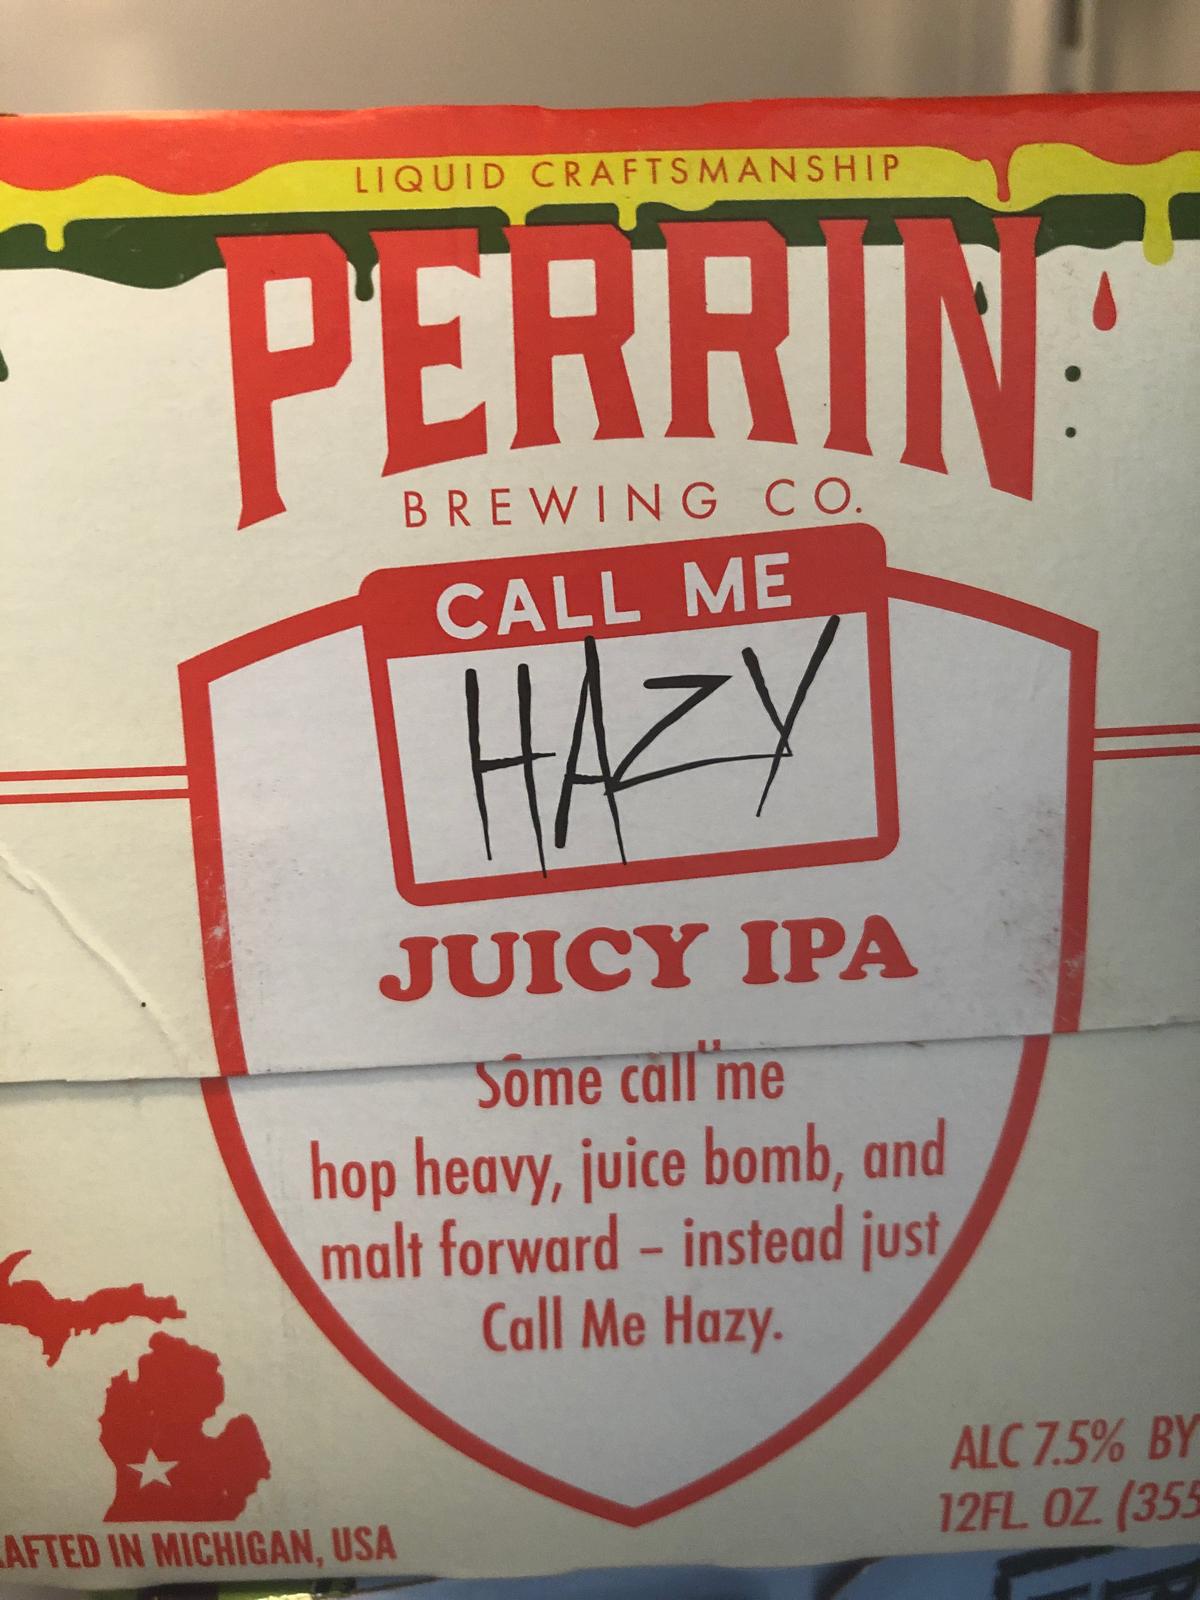 LIQUID CRAFTSMANSHIP
PERRIN
BREWING CO.
CALL ME
HAZY
JUICY IPA
Some call me
hop heavy, juice bomb, and
malt forward – instead just
Call Me Hazy.
ALC 7.5% BY
12FL. OZ. (355
AFTED IN MICHIGAN, USA